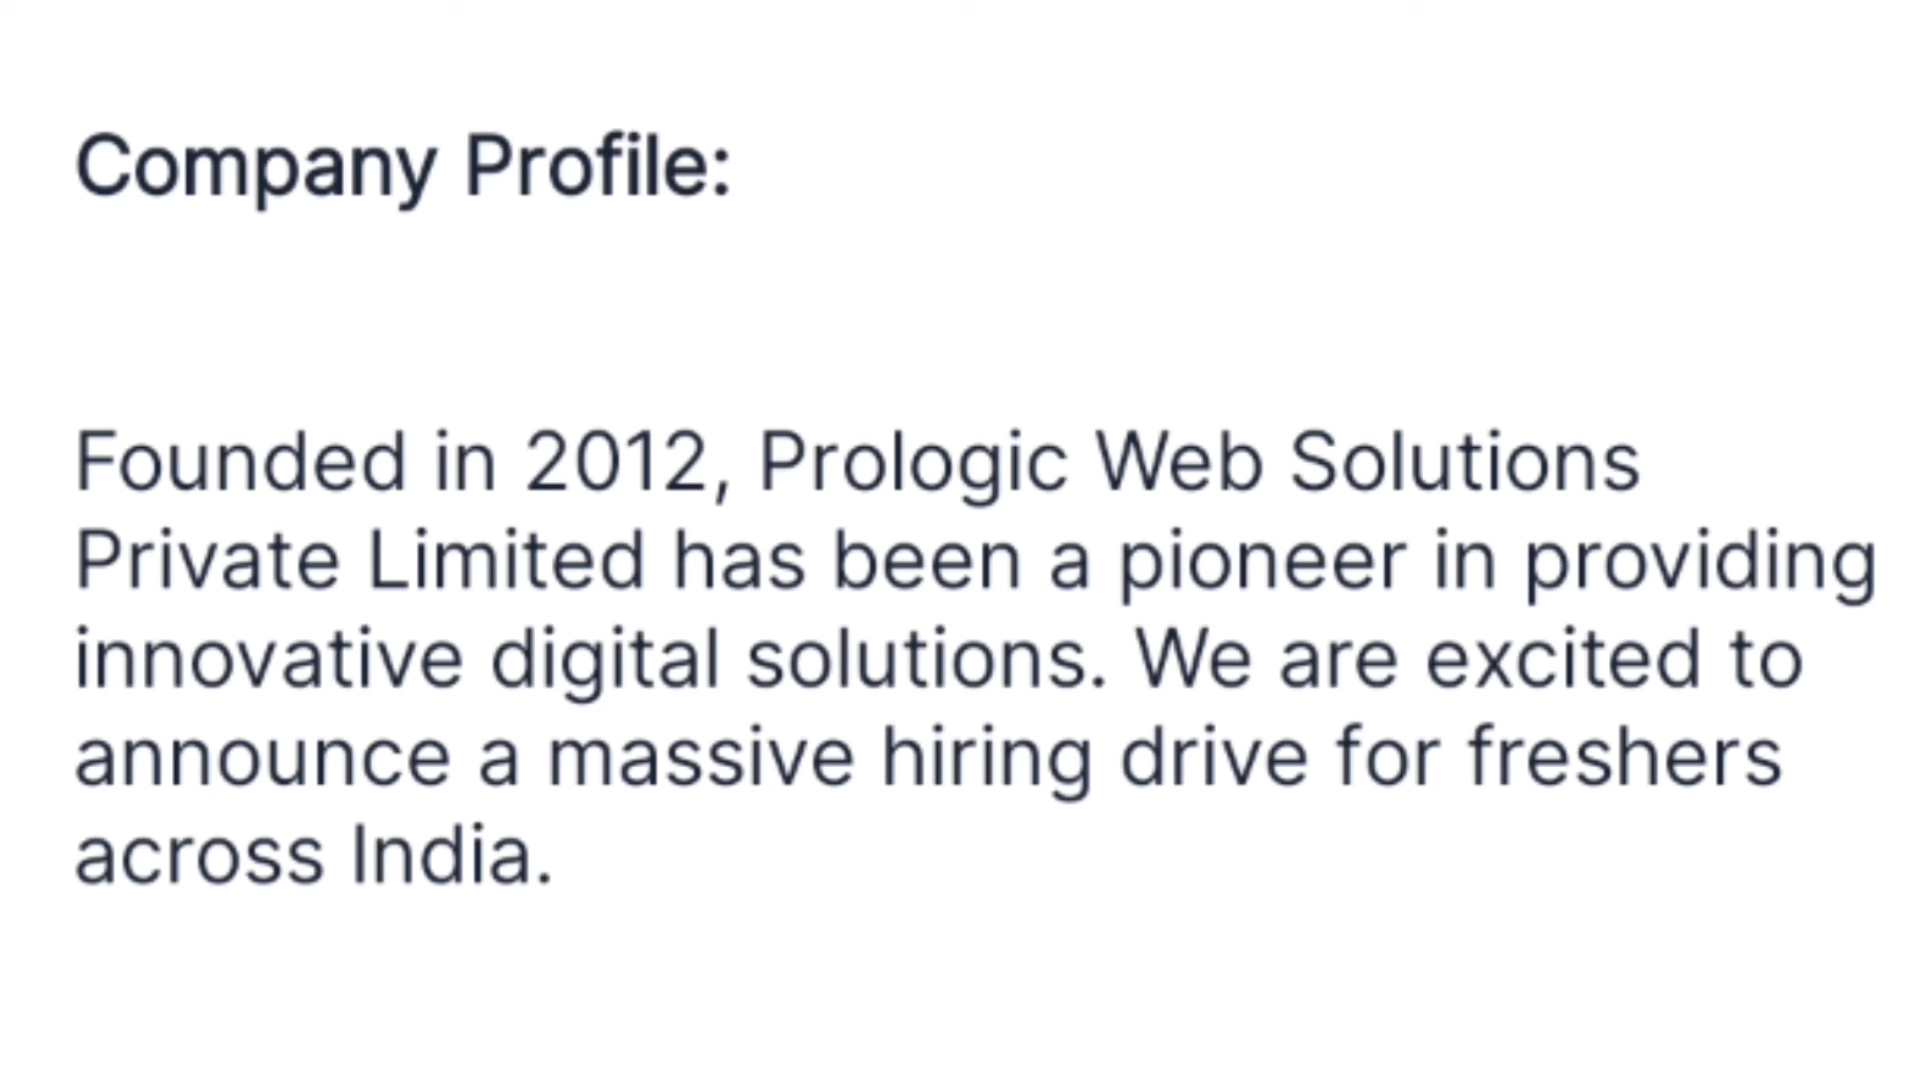 Company Profile:
Founded in 2012, Prologic Web Solutions
Private Limited has been a pioneer in providing
innovative digital solutions. We are excited to
announce a massive hiring drive for freshers
across India.